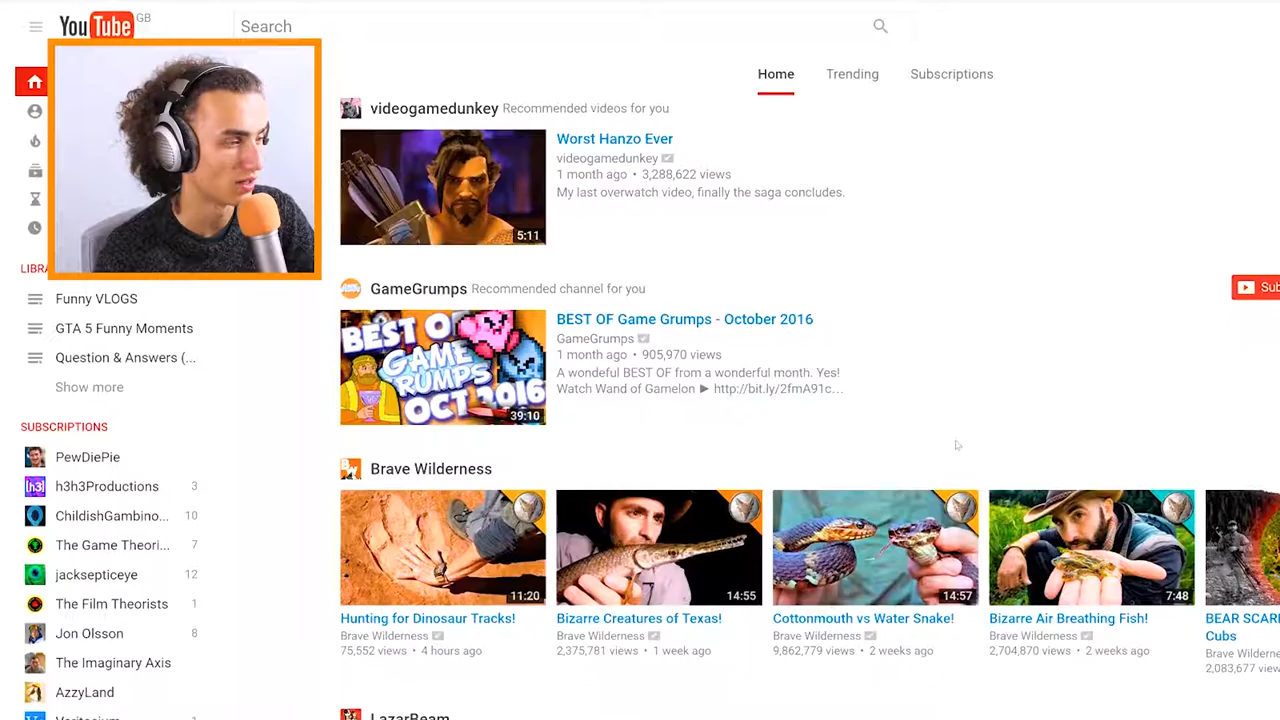 YouTube GB
Search
Home Trending Subscriptions
videogamedunkey Recommended videos for you
Worst Hanzo Ever
videogamedunkey
1 month ago • 3,288,622 views
My last overwatch video, finally the saga concludes.
5:11
GameGrumps Recommended channel for you
BEST OF Game Grumps - October 2016
GameGrumps
1 month ago • 905,970 views
A wonderful BEST OF from a wonderful month. Yes!
Watch Wand of Gamelon ► http://bit.ly/2fmA91c...
BEST OF
GAME
RUMPS
OCT 2016
39:10
Brave Wilderness
BW
11:20
14:55
14:57
7:48
Hunting for Dinosaur Tracks!
Brave Wilderness
75,552 views • 4 hours ago
Bizarre Creatures of Texas!
Brave Wilderness
2,375,781 views • 1 week ago
Cottonmouth vs Water Snake!
Brave Wilderness
9,862,779 views • 2 weeks ago
Bizarre Air Breathing Fish!
Brave Wilderness
2,704,870 views • 2 weeks ago
BEAR SCAR
Cubs
Brave Wilderne
2,083,677 view
LazarBeam
LIBRA
Funny VLOGS
GTA 5 Funny Moments
Question & Answers (...
Show more
SUBSCRIPTIONS
PewDiePie
h3h3Productions 3
ChildishGambino... 10
The Game Theori... 7
jacksepticeye 12
The Film Theorists 1
Jon Olsson 8
The Imaginary Axis
AzzyLand
Veritasium 1
Sub